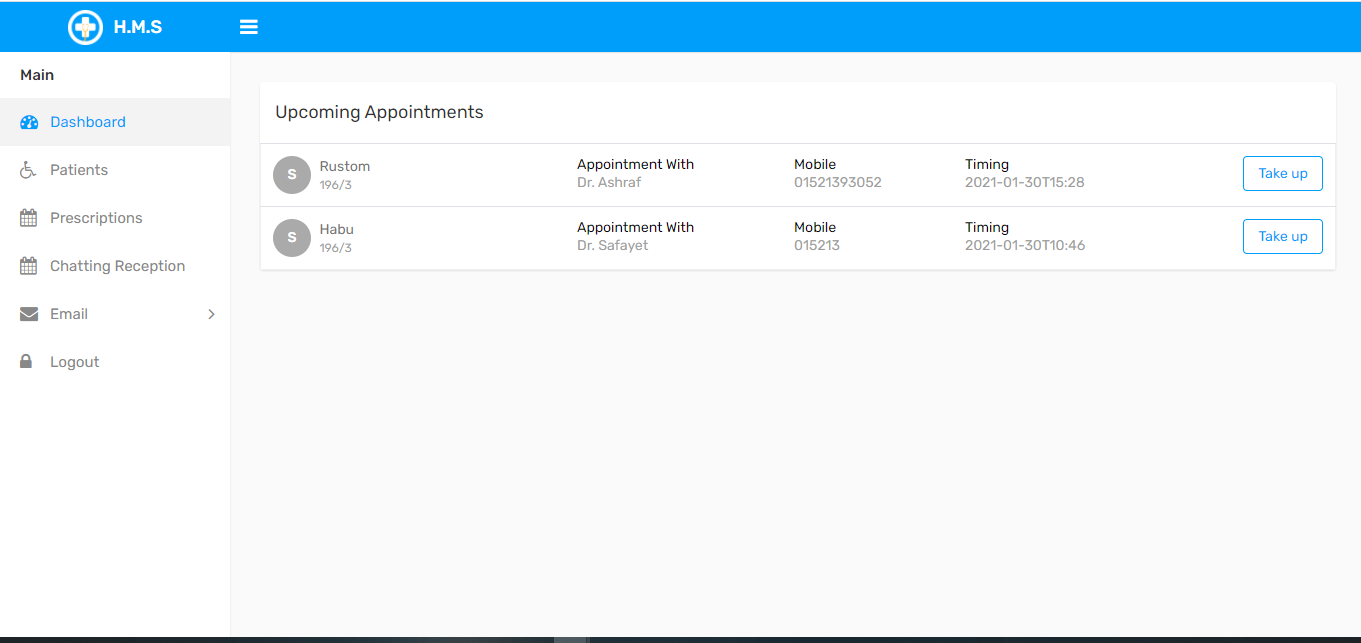 H.M.S
Main
Dashboard
Patients
Prescriptions
Chatting Reception
Email
Logout
Upcoming Appointments
S Rustom Appointment With Mobile Timing Take up
196/3 Dr. Ashraf 01521393052 2021-01-30T15:28
S Habu Appointment With Mobile Timing Take up
196/3 Dr. Safayet 015213 2021-01-30T10:46